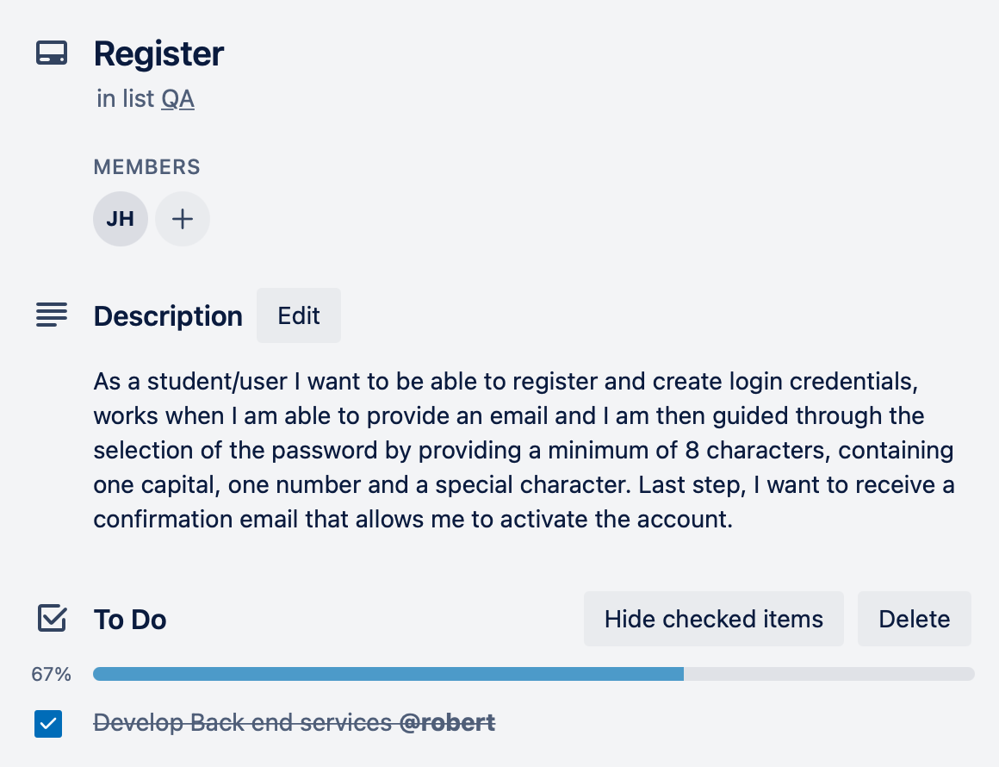 Register
in list QA
MEMBERS
JH
Description Edit
As a student/user I want to be able to register and create login credentials,
works when I am able to provide an email and I am then guided through the
selection of the password by providing a minimum of 8 characters, containing
one capital, one number and a special character. Last step, I want to receive a
confirmation email that allows me to activate the account.
To Do Hide checked items Delete
67%
Develop Back end services @robert